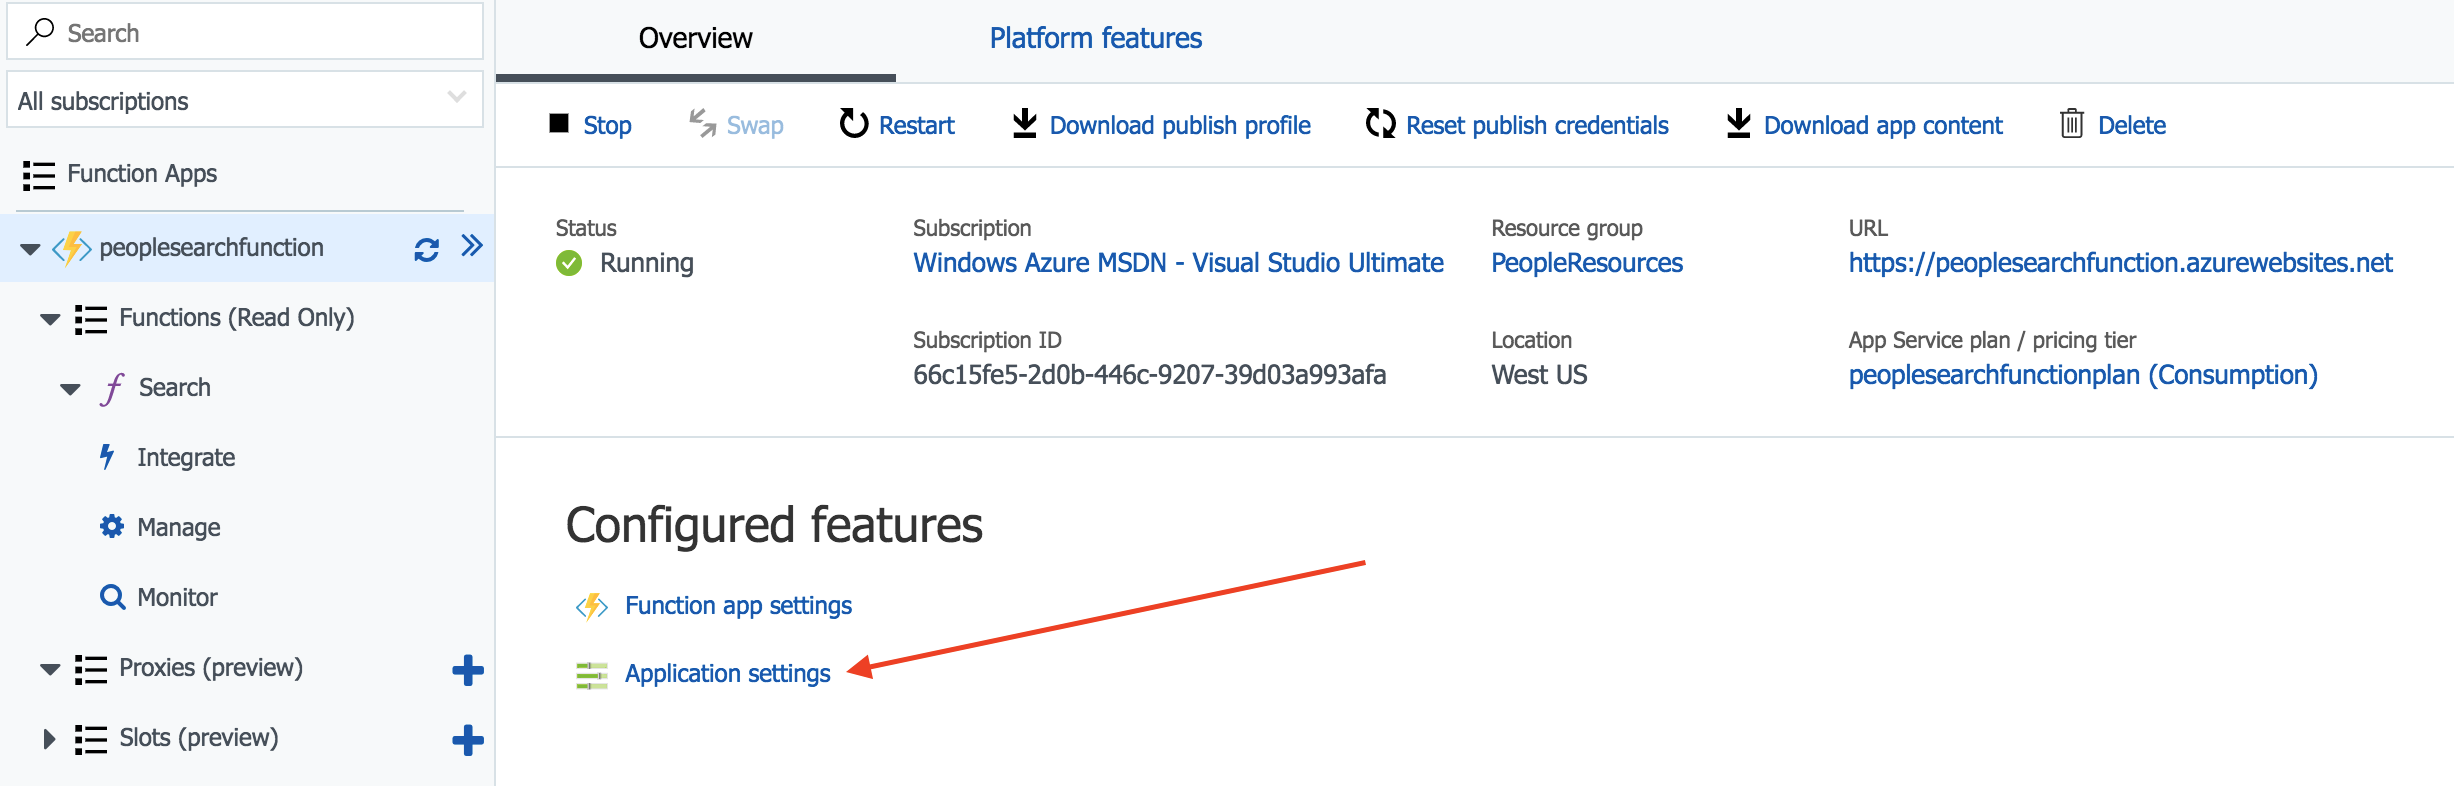 Search
All subscriptions
Function Apps
peoplesearchfunction
Functions (Read Only)
Search
Integrate
Manage
Monitor
Proxies (preview)
Slots (preview)
Overview
Platform features
Stop
Swap
Restart
Download publish profile
Reset publish credentials
Download app content
Delete
Status
Running
Subscription
Windows Azure MSDN - Visual Studio Ultimate
Resource group
PeopleResources
URL
https://peoplesearchfunction.azurewebsites.net
Subscription ID
66c15fe5-2d0b-446c-9207-39d03a993afa
Location
West US
App Service plan / pricing tier
peoplesearchfunctionplan (Consumption)
Configured features
Function app settings
Application settings